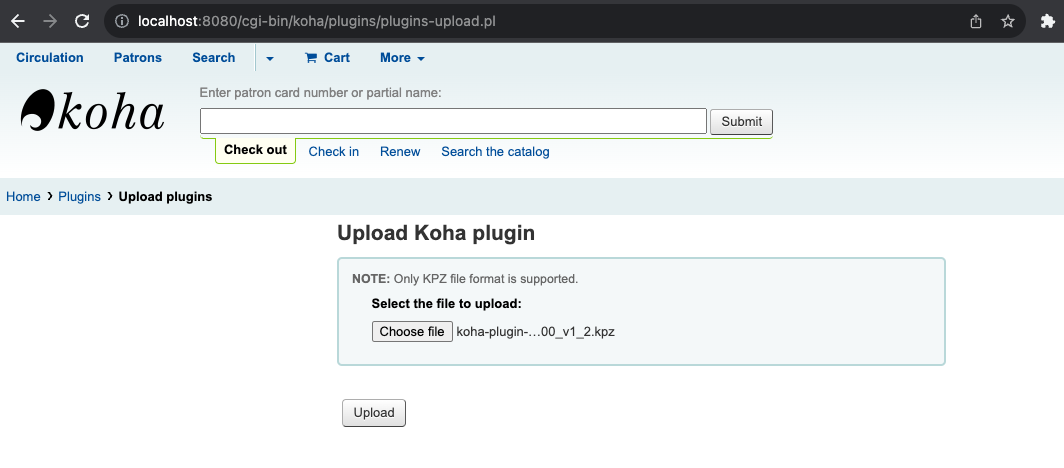 localhost:8080/cgi-bin/koha/plugins/plugins-upload.pl
Circulation Patrons Search Cart More
koha
Enter patron card number or partial name:
Submit
Check out Check in Renew Search the catalog
Home › Plugins › Upload plugins
Upload Koha plugin
NOTE: Only KPZ file format is supported.
Select the file to upload:
Choose file koha-plugin-...00_v1_2.kpz
Upload